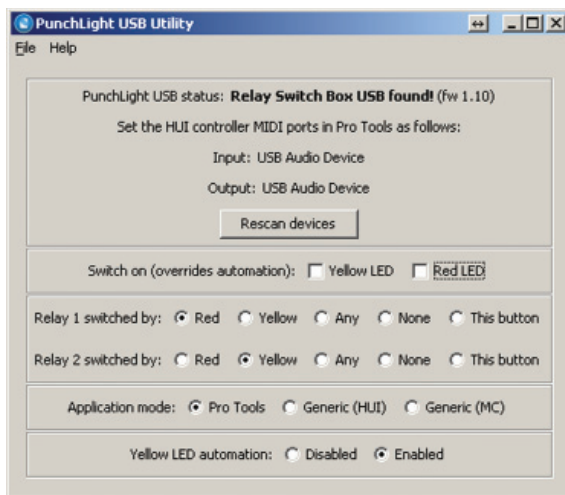 PunchLight USB Utility
File Help
PunchLight USB status: Relay Switch Box USB found! (fw 1.10)
Set the HUI controller MIDI ports in Pro Tools as follows:
Input: USB Audio Device
Output: USB Audio Device
Rescan devices
Switch on (overrides automation): Yellow LED Red LED
Relay 1 switched by: Red Yellow Any None This button
Relay 2 switched by: Red Yellow Any None This button
Application mode: Pro Tools Generic (HUI) Generic (MC)
Yellow LED automation: Disabled Enabled